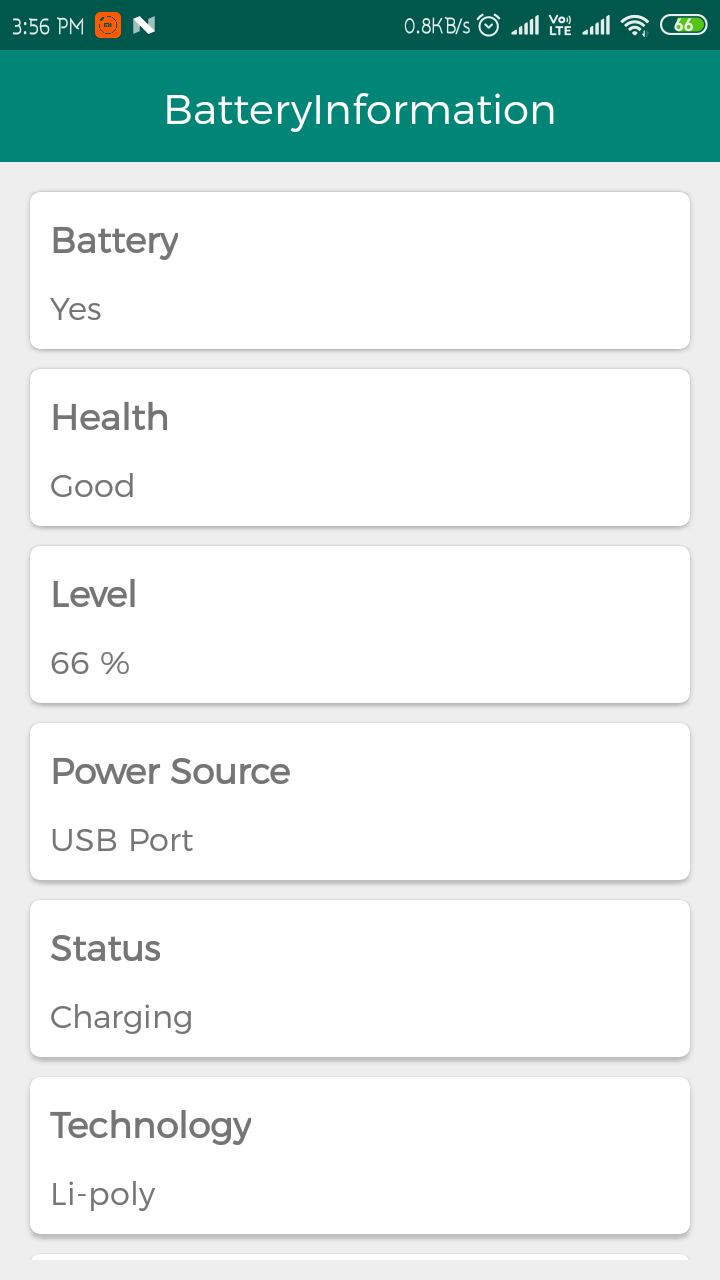 3:56 PM 0.8KB/s Vo)) LTE 66
BatteryInformation
Battery
Yes
Health
Good
Level
66 %
Power Source
USB Port
Status
Charging
Technology
Li-poly